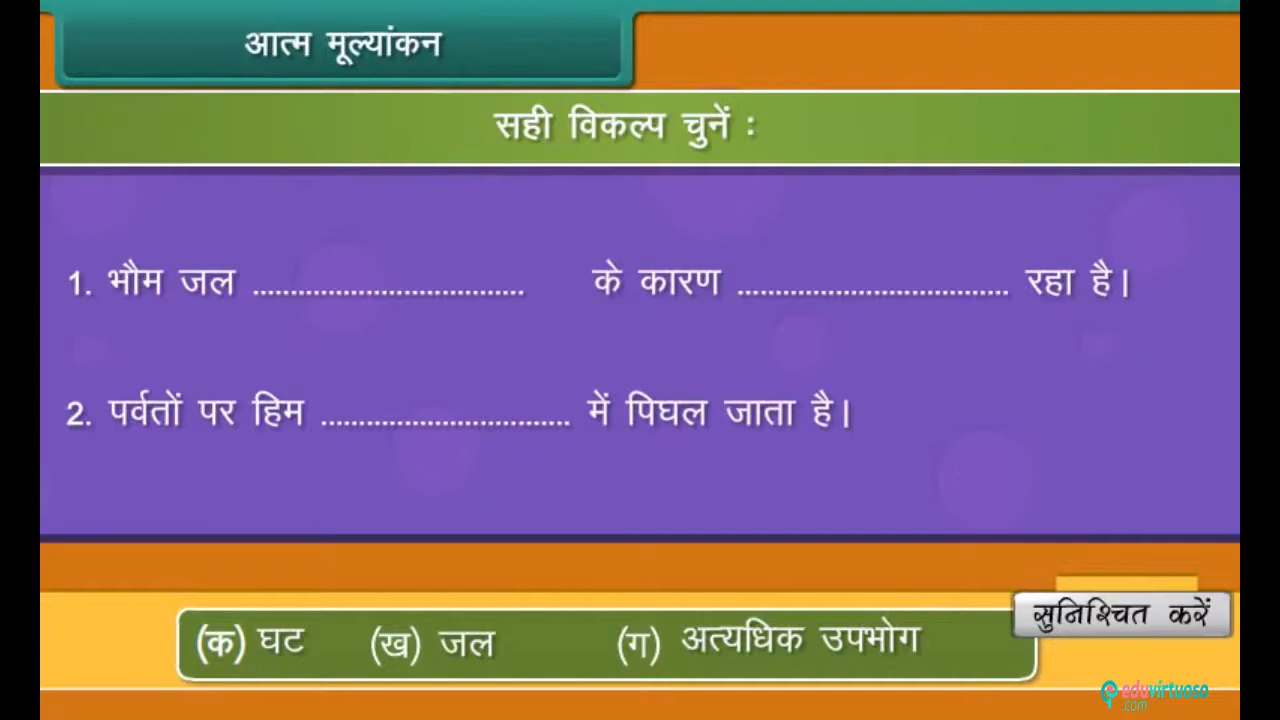 आत्म मूल्यांकन
सही विकल्प चुनें :
1. भौम जल .................................. के कारण .................................. रहा है।
2. पर्वतों पर हिम ............................... में पिघल जाता है।
सुनिश्चित करें
(क) घट (ख) जल (ग) अत्यधिक उपभोग
eduvirtuoso
.com